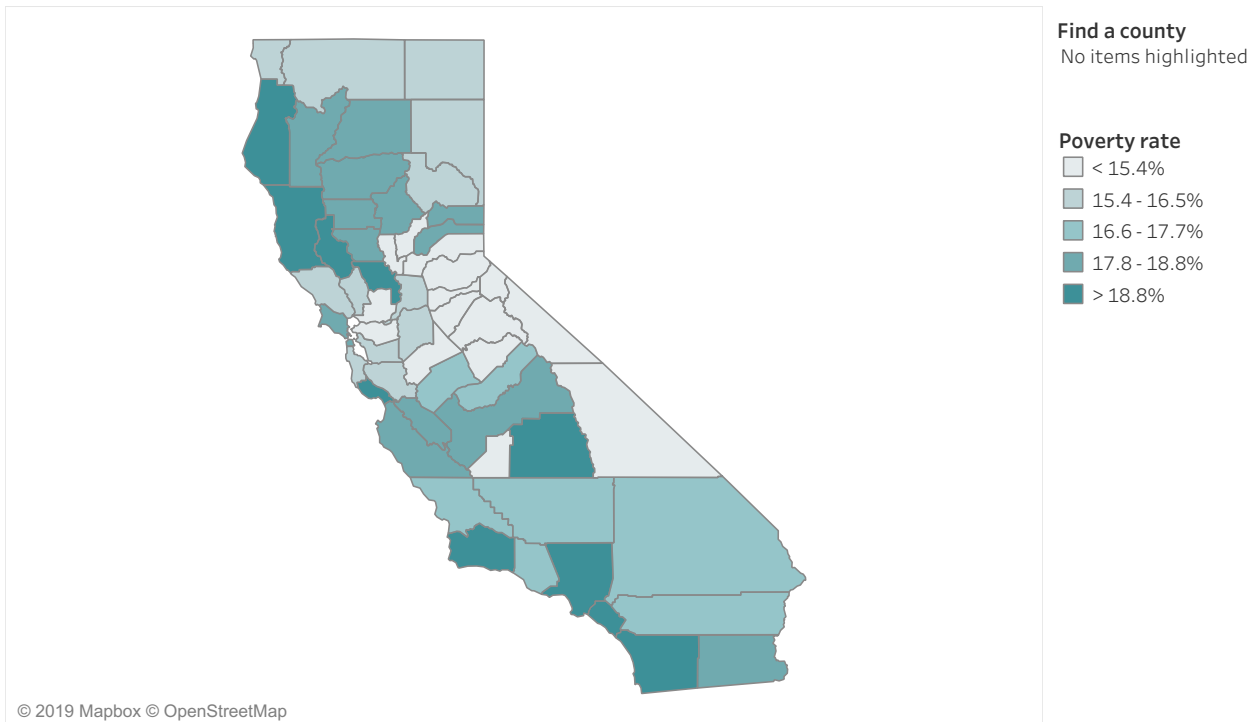 Find a county
No items highlighted
Poverty rate
< 15.4%
15.4 - 16.5%
16.6 - 17.7%
17.8 - 18.8%
> 18.8%
© 2019 Mapbox © OpenStreetMap